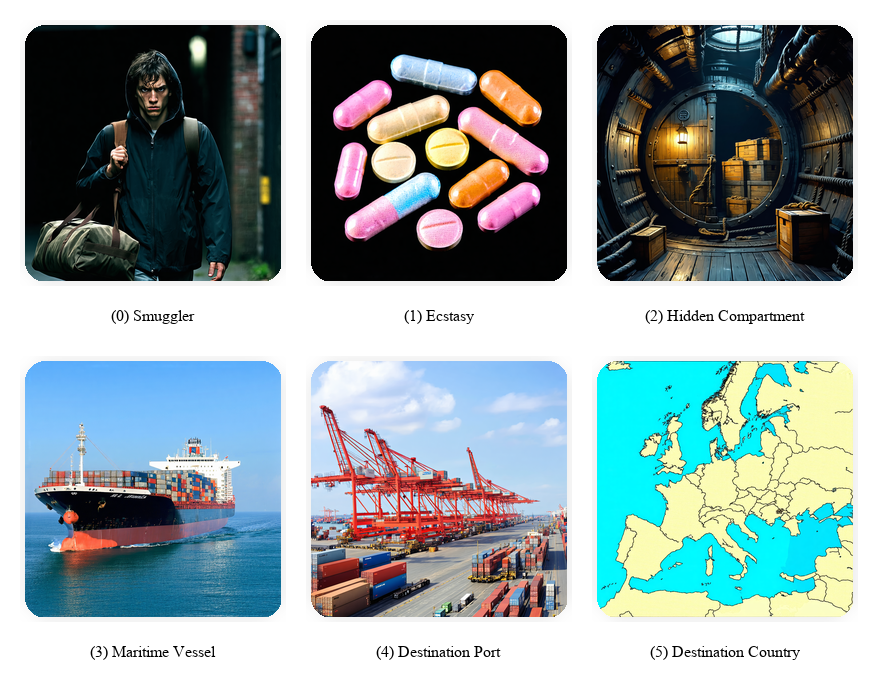 (0) Smuggler
(1) Ecstasy
(2) Hidden Compartment
(3) Maritime Vessel
(4) Destination Port
(5) Destination Country